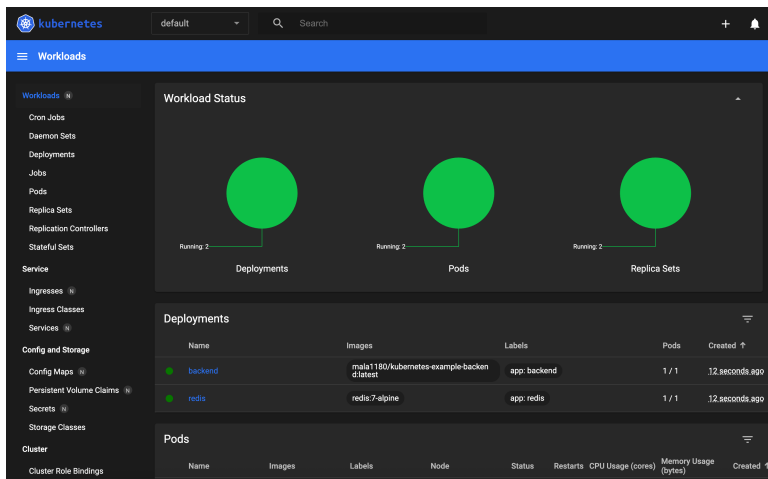 kubernetes
default
Search
Workloads
Workloads N
Cron Jobs
Daemon Sets
Deployments
Jobs
Pods
Replica Sets
Replication Controllers
Stateful Sets
Service
Ingresses N
Ingress Classes
Services N
Config and Storage
Config Maps N
Persistent Volume Claims N
Secrets N
Storage Classes
Cluster
Cluster Role Bindings
Workload Status
Running: 2
Deployments
Running: 2
Pods
Running: 2
Replica Sets
Deployments
Name Images Labels Pods Created ↑
backend mala1180/kubernetes-example-backen app: backend 1 / 1 12 seconds ago
d:latest
redis redis:7-alpine app: redis 1 / 1 12 seconds ago
Pods
Name Images Labels Node Status Restarts CPU Usage (cores) Memory Usage Created ↑
(bytes)